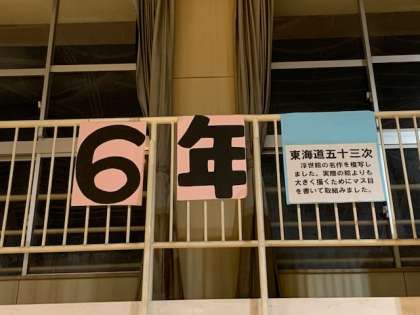 6年
東海道五十三次
浮世絵の名作を模写し
ました。実際の絵よりも
大きく描くためにマス目
を書いて取組みました。